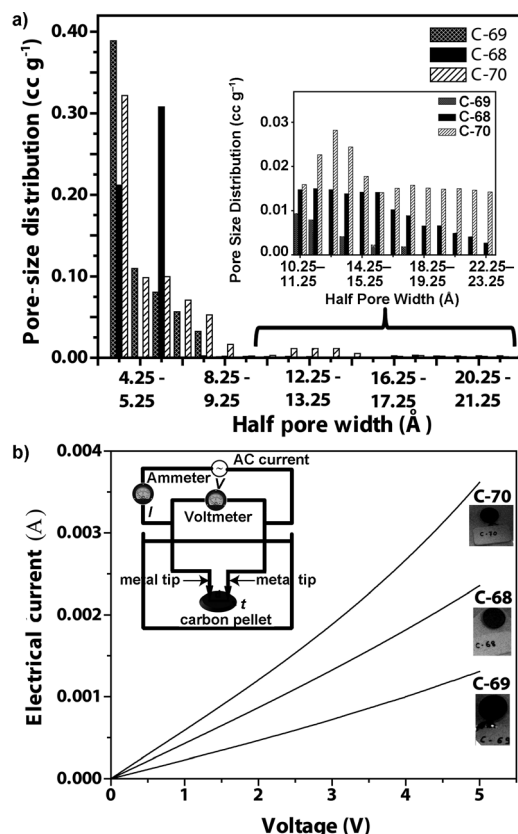 a)
C-69
C-68
C-70
Pore-size distribution (cc g⁻¹)
0.40
0.30
0.20
0.10
0.00
4.25 - 8.25 - 12.25 - 16.25 - 20.25 -
5.25 9.25 13.25 17.25 21.25
Half pore width (Å)
C-69
C-68
C-70
Pore Size Distribution (cc g⁻¹)
0.03
0.02
0.01
0.00
10.25– 14.25– 18.25– 22.25–
11.25 15.25 19.25 23.25
Half Pore Width (Å)
b)
Electrical current (A)
0.004
0.003
0.002
0.001
0.000
0 1 2 3 4 5
Voltage (V)
AC current
Ammeter
V
I
Voltmeter
metal tip
metal tip
t
carbon pellet
C-70
C-70
C-68
C-68
C-69
C-69